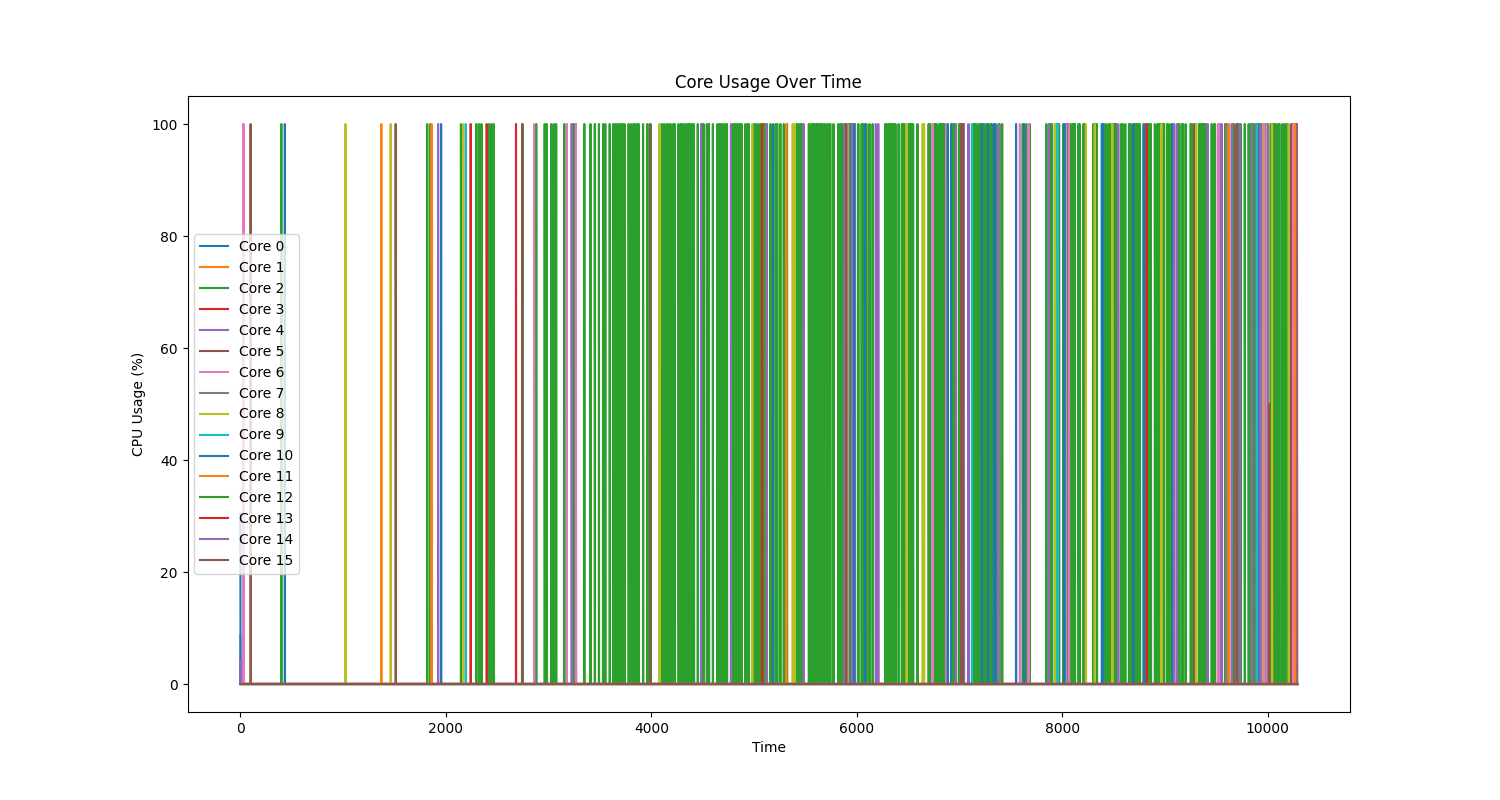 Core Usage Over Time
100
80
60
40
20
0
CPU Usage (%)
Core 0
Core 1
Core 2
Core 3
Core 4
Core 5
Core 6
Core 7
Core 8
Core 9
Core 10
Core 11
Core 12
Core 13
Core 14
Core 15
0 2000 4000 6000 8000 10000
Time